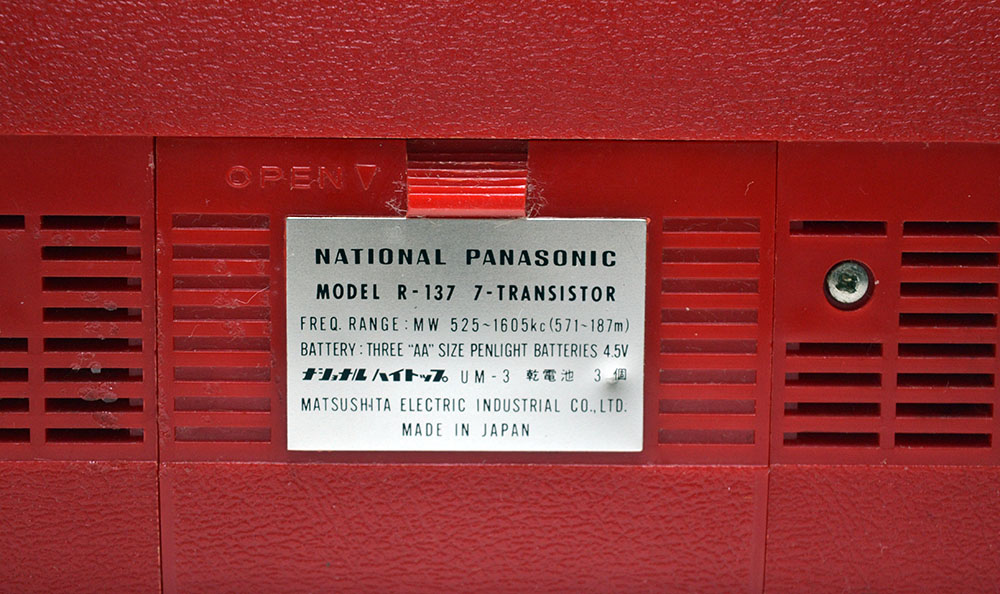 OPEN
NATIONAL PANASONIC
MODEL R-137 7-TRANSISTOR
FREQ. RANGE : MW 525~1605kc (571~187m)
BATTERY : THREE "AA" SIZE PENLIGHT BATTERIES 4.5V
ナショナル ハイトップ UM-3 乾電池 3個
MATSUSHITA ELECTRIC INDUSTRIAL CO., LTD.
MADE IN JAPAN